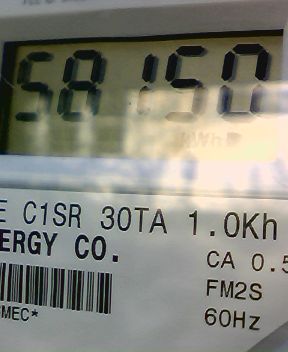 58150
kWh
E C1SR 30TA 1.0Kh
ERGY CO.
CA 0.5
FM2S
MEC*
60Hz